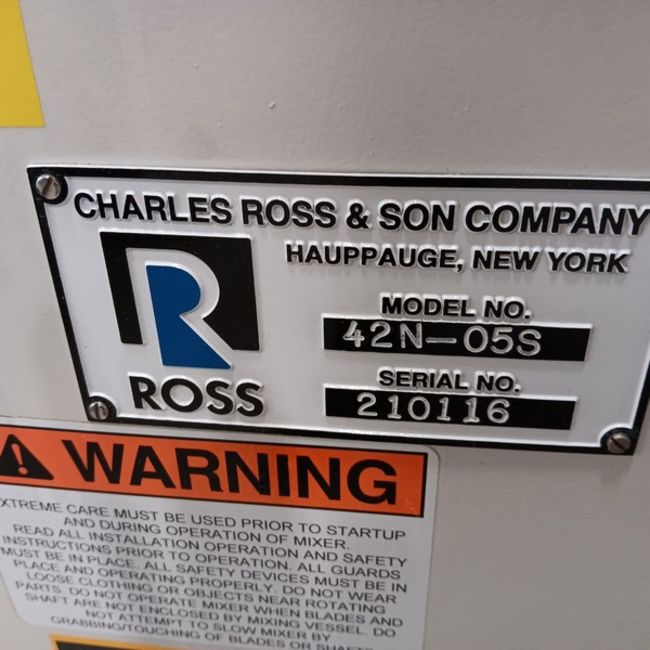 CHARLES ROSS & SON COMPANY
HAUPPAUGE, NEW YORK
R
ROSS
MODEL NO.
42N-05S
SERIAL NO.
210116
WARNING
EXTREME CARE MUST BE USED PRIOR TO STARTUP
AND DURING OPERATION OF MIXER.
READ ALL INSTALLATION OPERATION AND SAFETY
INSTRUCTIONS PRIOR TO OPERATION. ALL GUARDS
MUST BE IN PLACE. ALL SAFETY DEVICES MUST BE IN
PLACE AND OPERATING PROPERLY. DO NOT WEAR
LOOSE CLOTHING OR OBJECTS NEAR ROTATING
PARTS. DO NOT OPERATE MIXER WHEN BLADES AND
SHAFT ARE NOT ENCLOSED BY MIXING VESSEL. DO
NOT ATTEMPT TO SLOW MIXER BY
GRABBING/TOUCHING OF BLADES OR SHAFTS